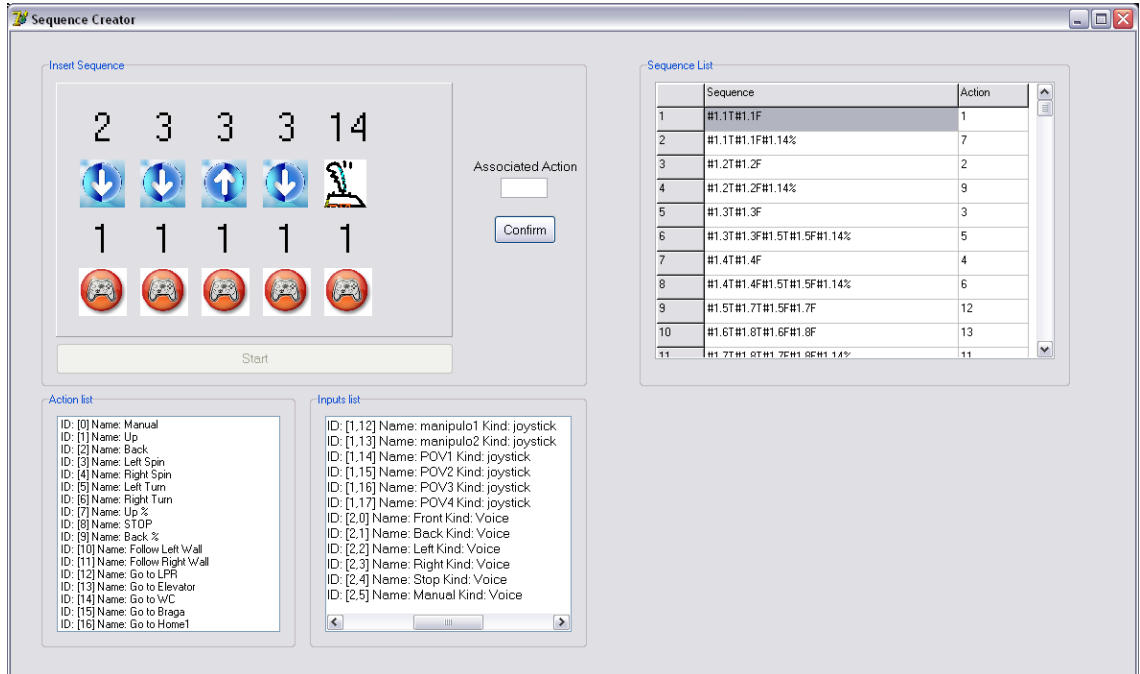 Sequence Creator
Insert Sequence
2 3 3 3 14
1 1 1 1 1
Associated Action
Confirm
Start
Sequence List
Sequence Action
1 #1.1T#1.1F 1
2 #1.1T#1.1F#1.14% 7
3 #1.2T#1.2F 2
4 #1.2T#1.2F#1.14% 9
5 #1.3T#1.3F 3
6 #1.3T#1.3F#1.5T#1.5F#1.14% 5
7 #1.4T#1.4F 4
8 #1.4T#1.4F#1.5T#1.5F#1.14% 6
9 #1.5T#1.7T#1.5F#1.7F 12
10 #1.6T#1.8T#1.6F#1.8F 13
11 #1.7T#1.8T#1.7F#1.8F#1.14% 11
Action list
ID: [0] Name: Manual
ID: [1] Name: Up
ID: [2] Name: Back
ID: [3] Name: Left Spin
ID: [4] Name: Right Spin
ID: [5] Name: Left Turn
ID: [6] Name: Right Turn
ID: [7] Name: Up %
ID: [8] Name: STOP
ID: [9] Name: Back %
ID: [10] Name: Follow Left Wall
ID: [11] Name: Follow Right Wall
ID: [12] Name: Go to LPR
ID: [13] Name: Go to Elevator
ID: [14] Name: Go to WC
ID: [15] Name: Go to Braga
ID: [16] Name: Go to Home1
Inputs list
ID: [1,12] Name: manipulo1 Kind: joystick
ID: [1,13] Name: manipulo2 Kind: joystick
ID: [1,14] Name: POV1 Kind: joystick
ID: [1,15] Name: POV2 Kind: joystick
ID: [1,16] Name: POV3 Kind: joystick
ID: [1,17] Name: POV4 Kind: joystick
ID: [2,0] Name: Front Kind: Voice
ID: [2,1] Name: Back Kind: Voice
ID: [2,2] Name: Left Kind: Voice
ID: [2,3] Name: Right Kind: Voice
ID: [2,4] Name: Stop Kind: Voice
ID: [2,5] Name: Manual Kind: Voice